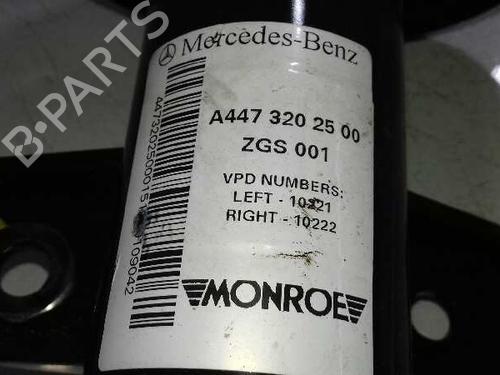 Mercedes-Benz
A447 320 25 00
ZGS 001
VPD NUMBERS:
LEFT - 10221
RIGHT - 10222
MONROE
B-PARTS